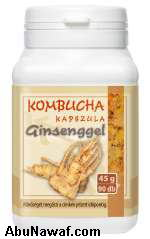 KOMBUCHA
KAPSZULA
Ginsenggel
45 g
90 db
AbuNawaf.com